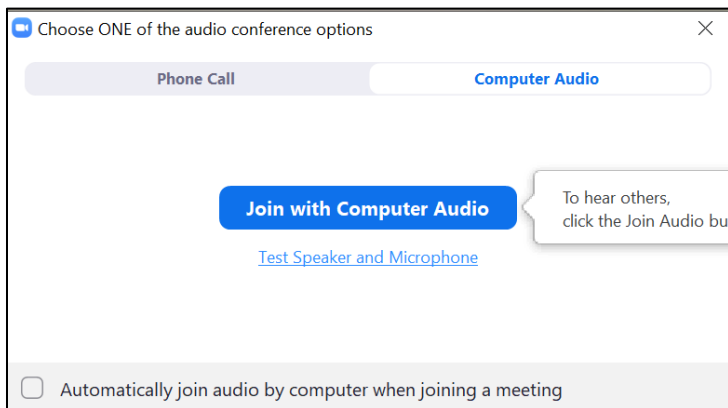 Choose ONE of the audio conference options
Phone Call
Computer Audio
Join with Computer Audio
To hear others,
click the Join Audio bu
Test Speaker and Microphone
Automatically join audio by computer when joining a meeting